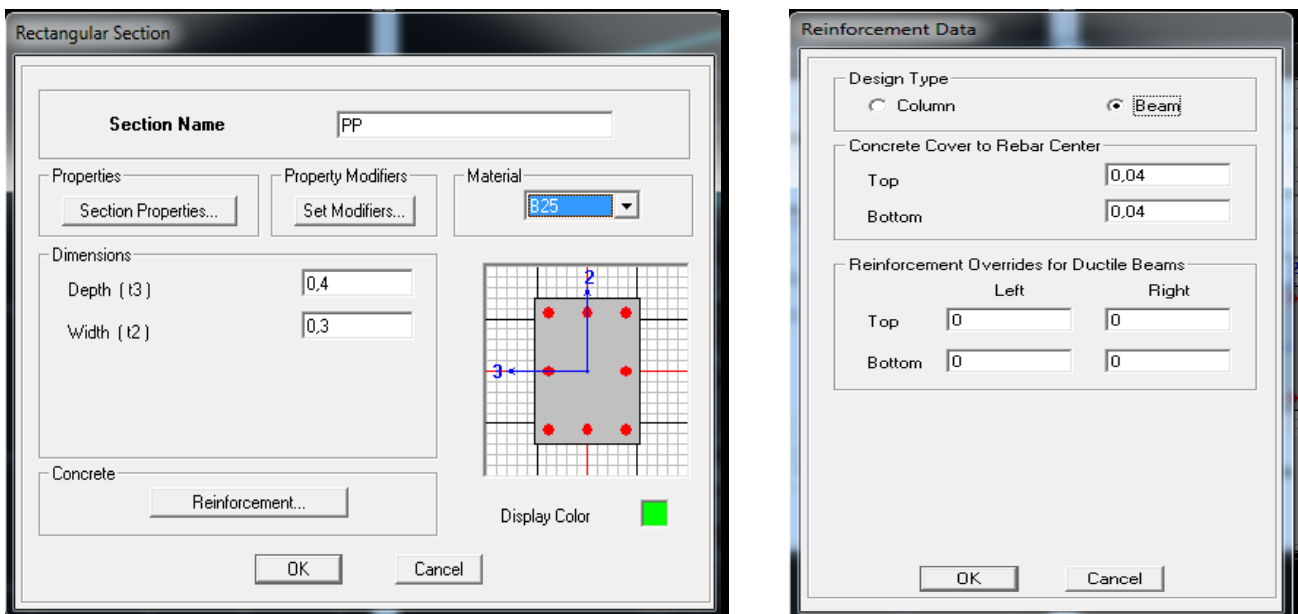 Rectangular Section
Section Name PP
Properties Property Modifiers Material
Section Properties... Set Modifiers... B25
Dimensions
Depth ( t3 ) 0,4
Width ( t2 ) 0,3
2
3
Concrete
Reinforcement...
Display Color
OK Cancel
Reinforcement Data
Design Type
Column Beam
Concrete Cover to Rebar Center
Top 0,04
Bottom 0,04
Reinforcement Overrides for Ductile Beams
Left Right
Top 0 0
Bottom 0 0
OK Cancel